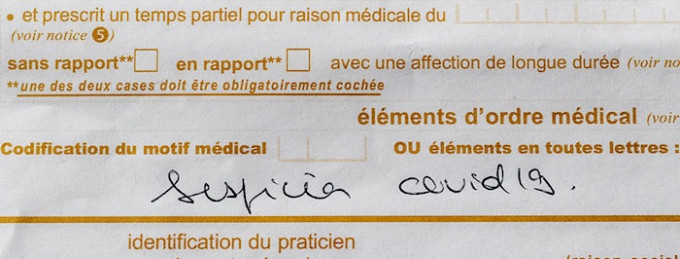 • et prescrit un temps partiel pour raison médicale du
(voir notice 5)
sans rapport** en rapport** avec une affection de longue durée (voir no
**une des deux cases doit être obligatoirement cochée
éléments d'ordre médical (voir
Codification du motif médical OU éléments en toutes lettres :
covid 19.
identification du praticien